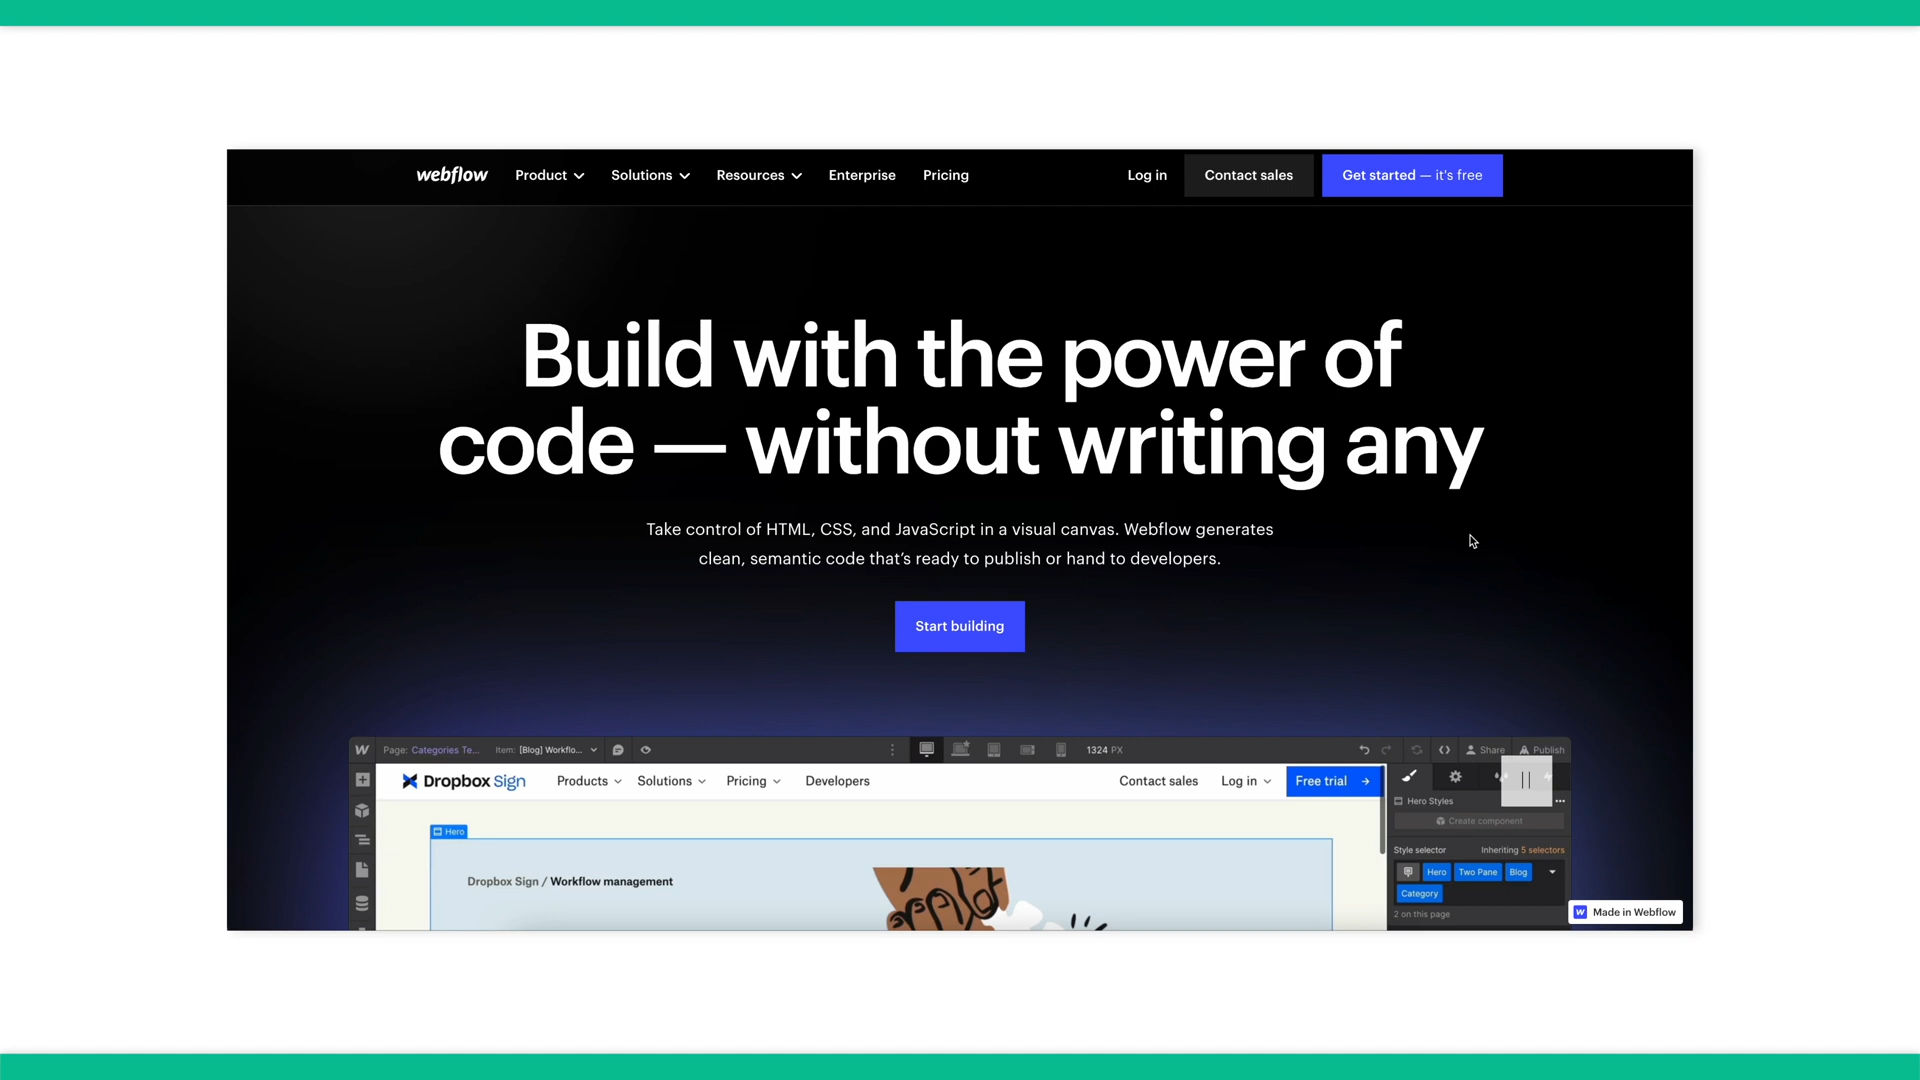 webflow Product Solutions Resources Enterprise Pricing Log in Contact sales Get started — it's free
Build with the power of
code — without writing any
Take control of HTML, CSS, and JavaScript in a visual canvas. Webflow generates
clean, semantic code that’s ready to publish or hand to developers.
Start building
W Page: Categories Te... Item: [Blog] Workflo... 1324 PX Share Publish
Dropbox Sign Products Solutions Pricing Developers Contact sales Log in Free trial
Hero Styles
Create component
Hero
Style selector Inheriting 5 selectors
Hero Two Pane Blog
Dropbox Sign / Workflow management
Category
2 on this page
W Made in Webflow